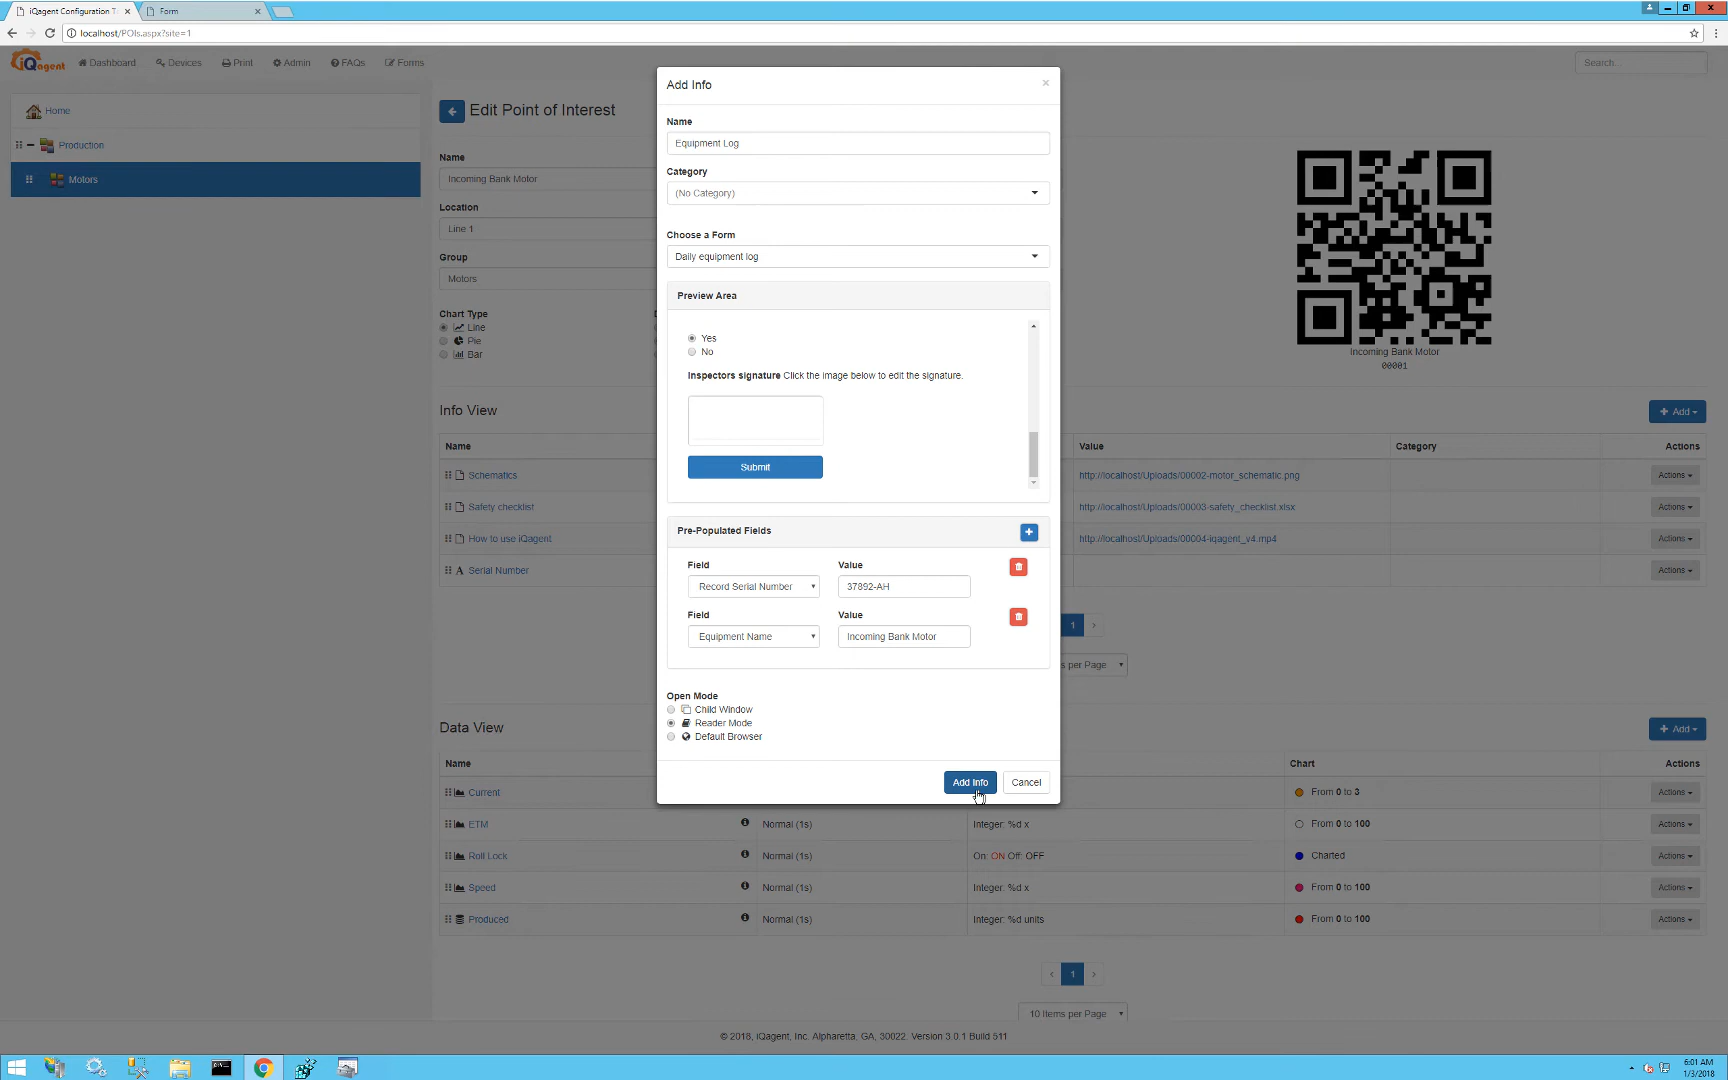 iQagent Configuration T
Form
localhost/POIs.aspx?site=1
iQagent
Dashboard
Devices
Print
Admin
FAQs
Forms
Search...
Home
Production
Motors
Edit Point of Interest
Name
Incoming Bank Motor
Location
Line 1
Group
Motors
Chart Type
Line
Pie
Bar
Incoming Bank Motor
00001
Add Info
Name
Equipment Log
Category
(No Category)
Choose a Form
Daily equipment log
Preview Area
Yes
No
Inspectors signature Click the image below to edit the signature.
Submit
Pre-Populated Fields
Field Value
Record Serial Number 37892-AH
Field Value
Equipment Name Incoming Bank Motor
Open Mode
Child Window
Reader Mode
Default Browser
Add Info Cancel
Info View
Add
Name Value Category Actions
Schematics http://localhost/Uploads/00002-motor_schematic.png Actions
Safety checklist http://localhost/Uploads/00003-safety_checklist.xlsx Actions
How to use iQagent http://localhost/Uploads/00004-iqagent_v4.mp4 Actions
Serial Number Actions
1
s per Page
Data View
Add
Name Chart Actions
Current From 0 to 3 Actions
ETM Normal (1s) Integer: %d x From 0 to 100 Actions
Roll Lock Normal (1s) On: ON Off: OFF Charted Actions
Speed Normal (1s) Integer: %d x From 0 to 100 Actions
Produced Normal (1s) Integer: %d units From 0 to 100 Actions
1
10 Items per Page
© 2018, iQagent, Inc. Alpharetta, GA, 30022. Version 3.0.1 Build 511
6:01 AM
1/3/2018